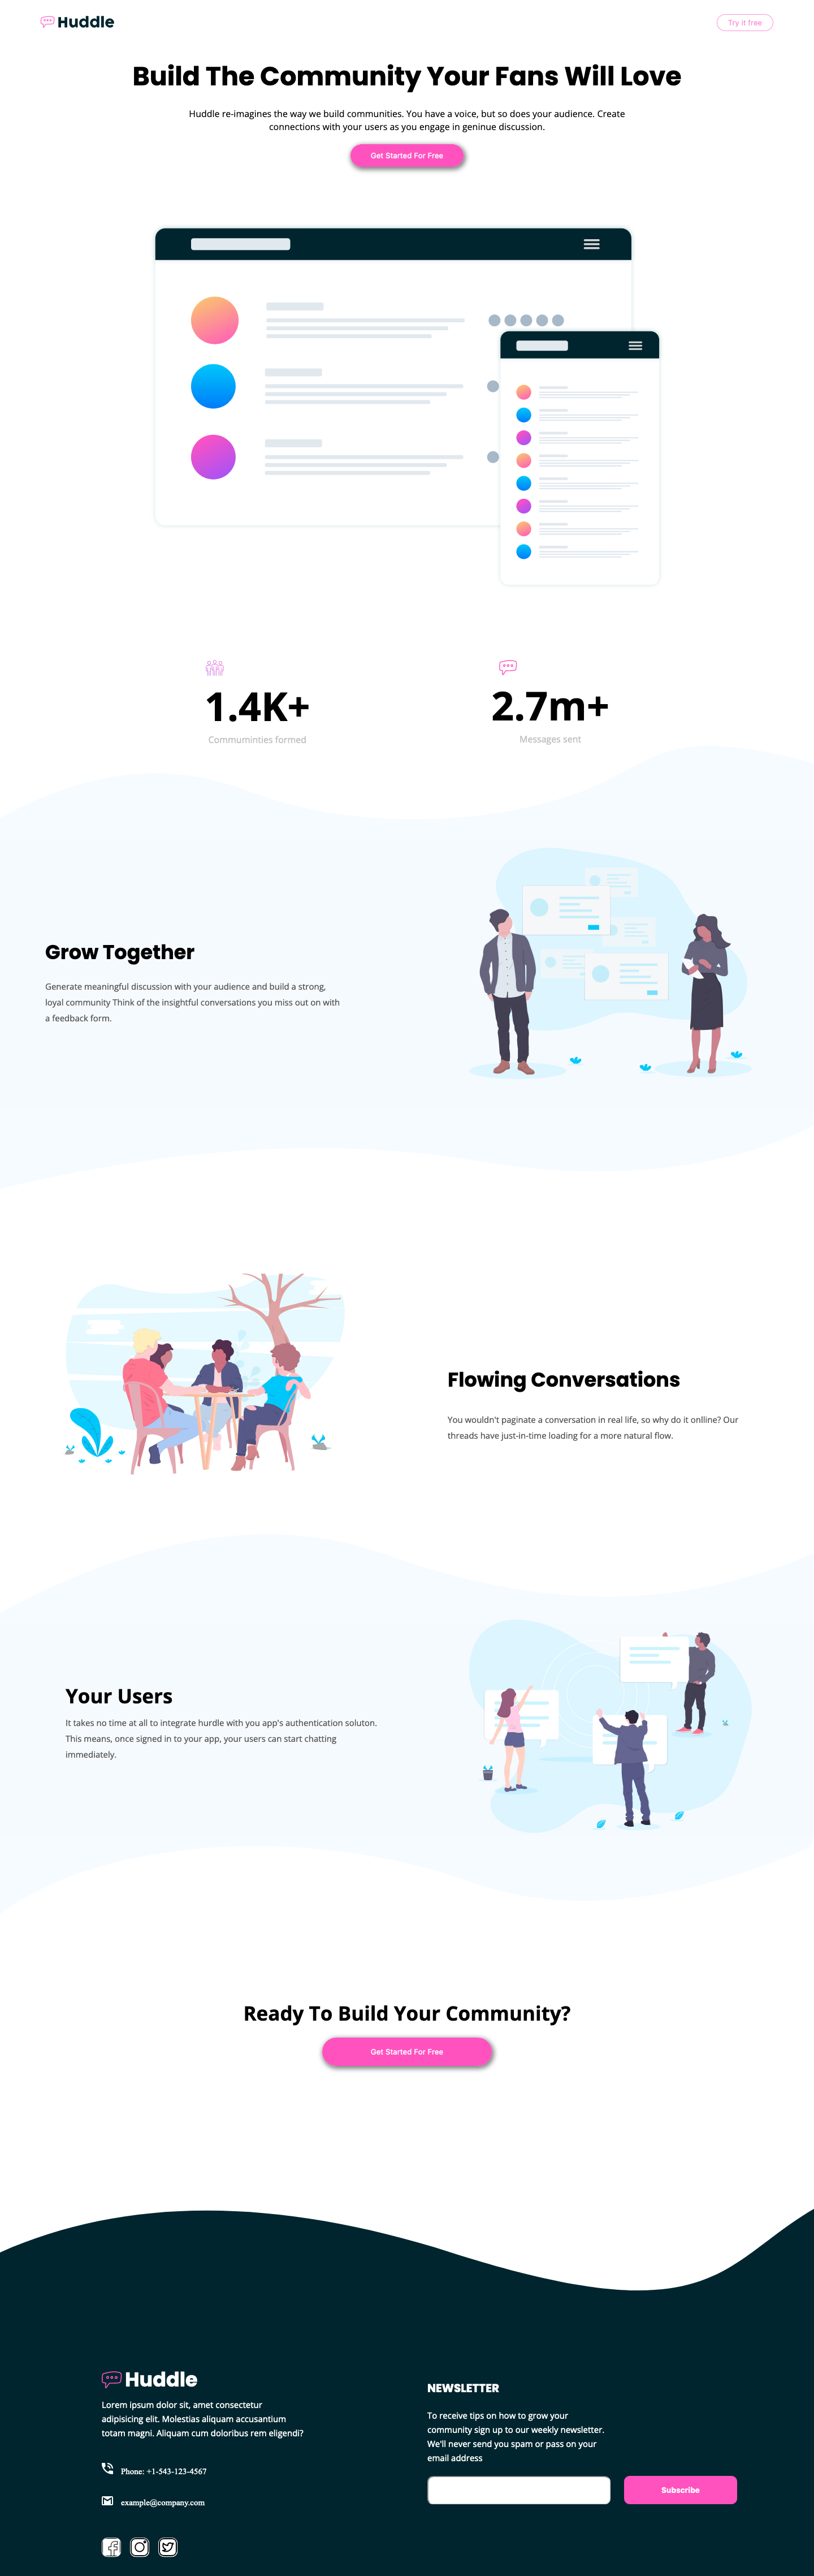 Huddle
Try it free
Build The Community Your Fans Will Love
Huddle re-imagines the way we build communities. You have a voice, but so does your audience. Create
connections with your users as you engage in geninue discussion.
Get Started For Free
1.4K+
Communinties formed
2.7m+
Messages sent
Grow Together
Generate meaningful discussion with your audience and build a strong,
loyal community Think of the insightful conversations you miss out on with
a feedback form.
Flowing Conversations
You wouldn't paginate a conversation in real life, so why do it onlline? Our
threads have just-in-time loading for a more natural flow.
Your Users
It takes no time at all to integrate hurdle with you app's authentication soluton.
This means, once signed in to your app, your users can start chatting
immediately.
Ready To Build Your Community?
Get Started For Free
Huddle
Lorem ipsum dolor sit, amet consectetur
adipisicing elit. Molestias aliquam accusantium
totam magni. Aliquam cum doloribus rem eligendi?
Phone: +1-543-123-4567
example@company.com
NEWSLETTER
To receive tips on how to grow your
community sign up to our weekly newsletter.
We'll never send you spam or pass on your
email address
Subscribe